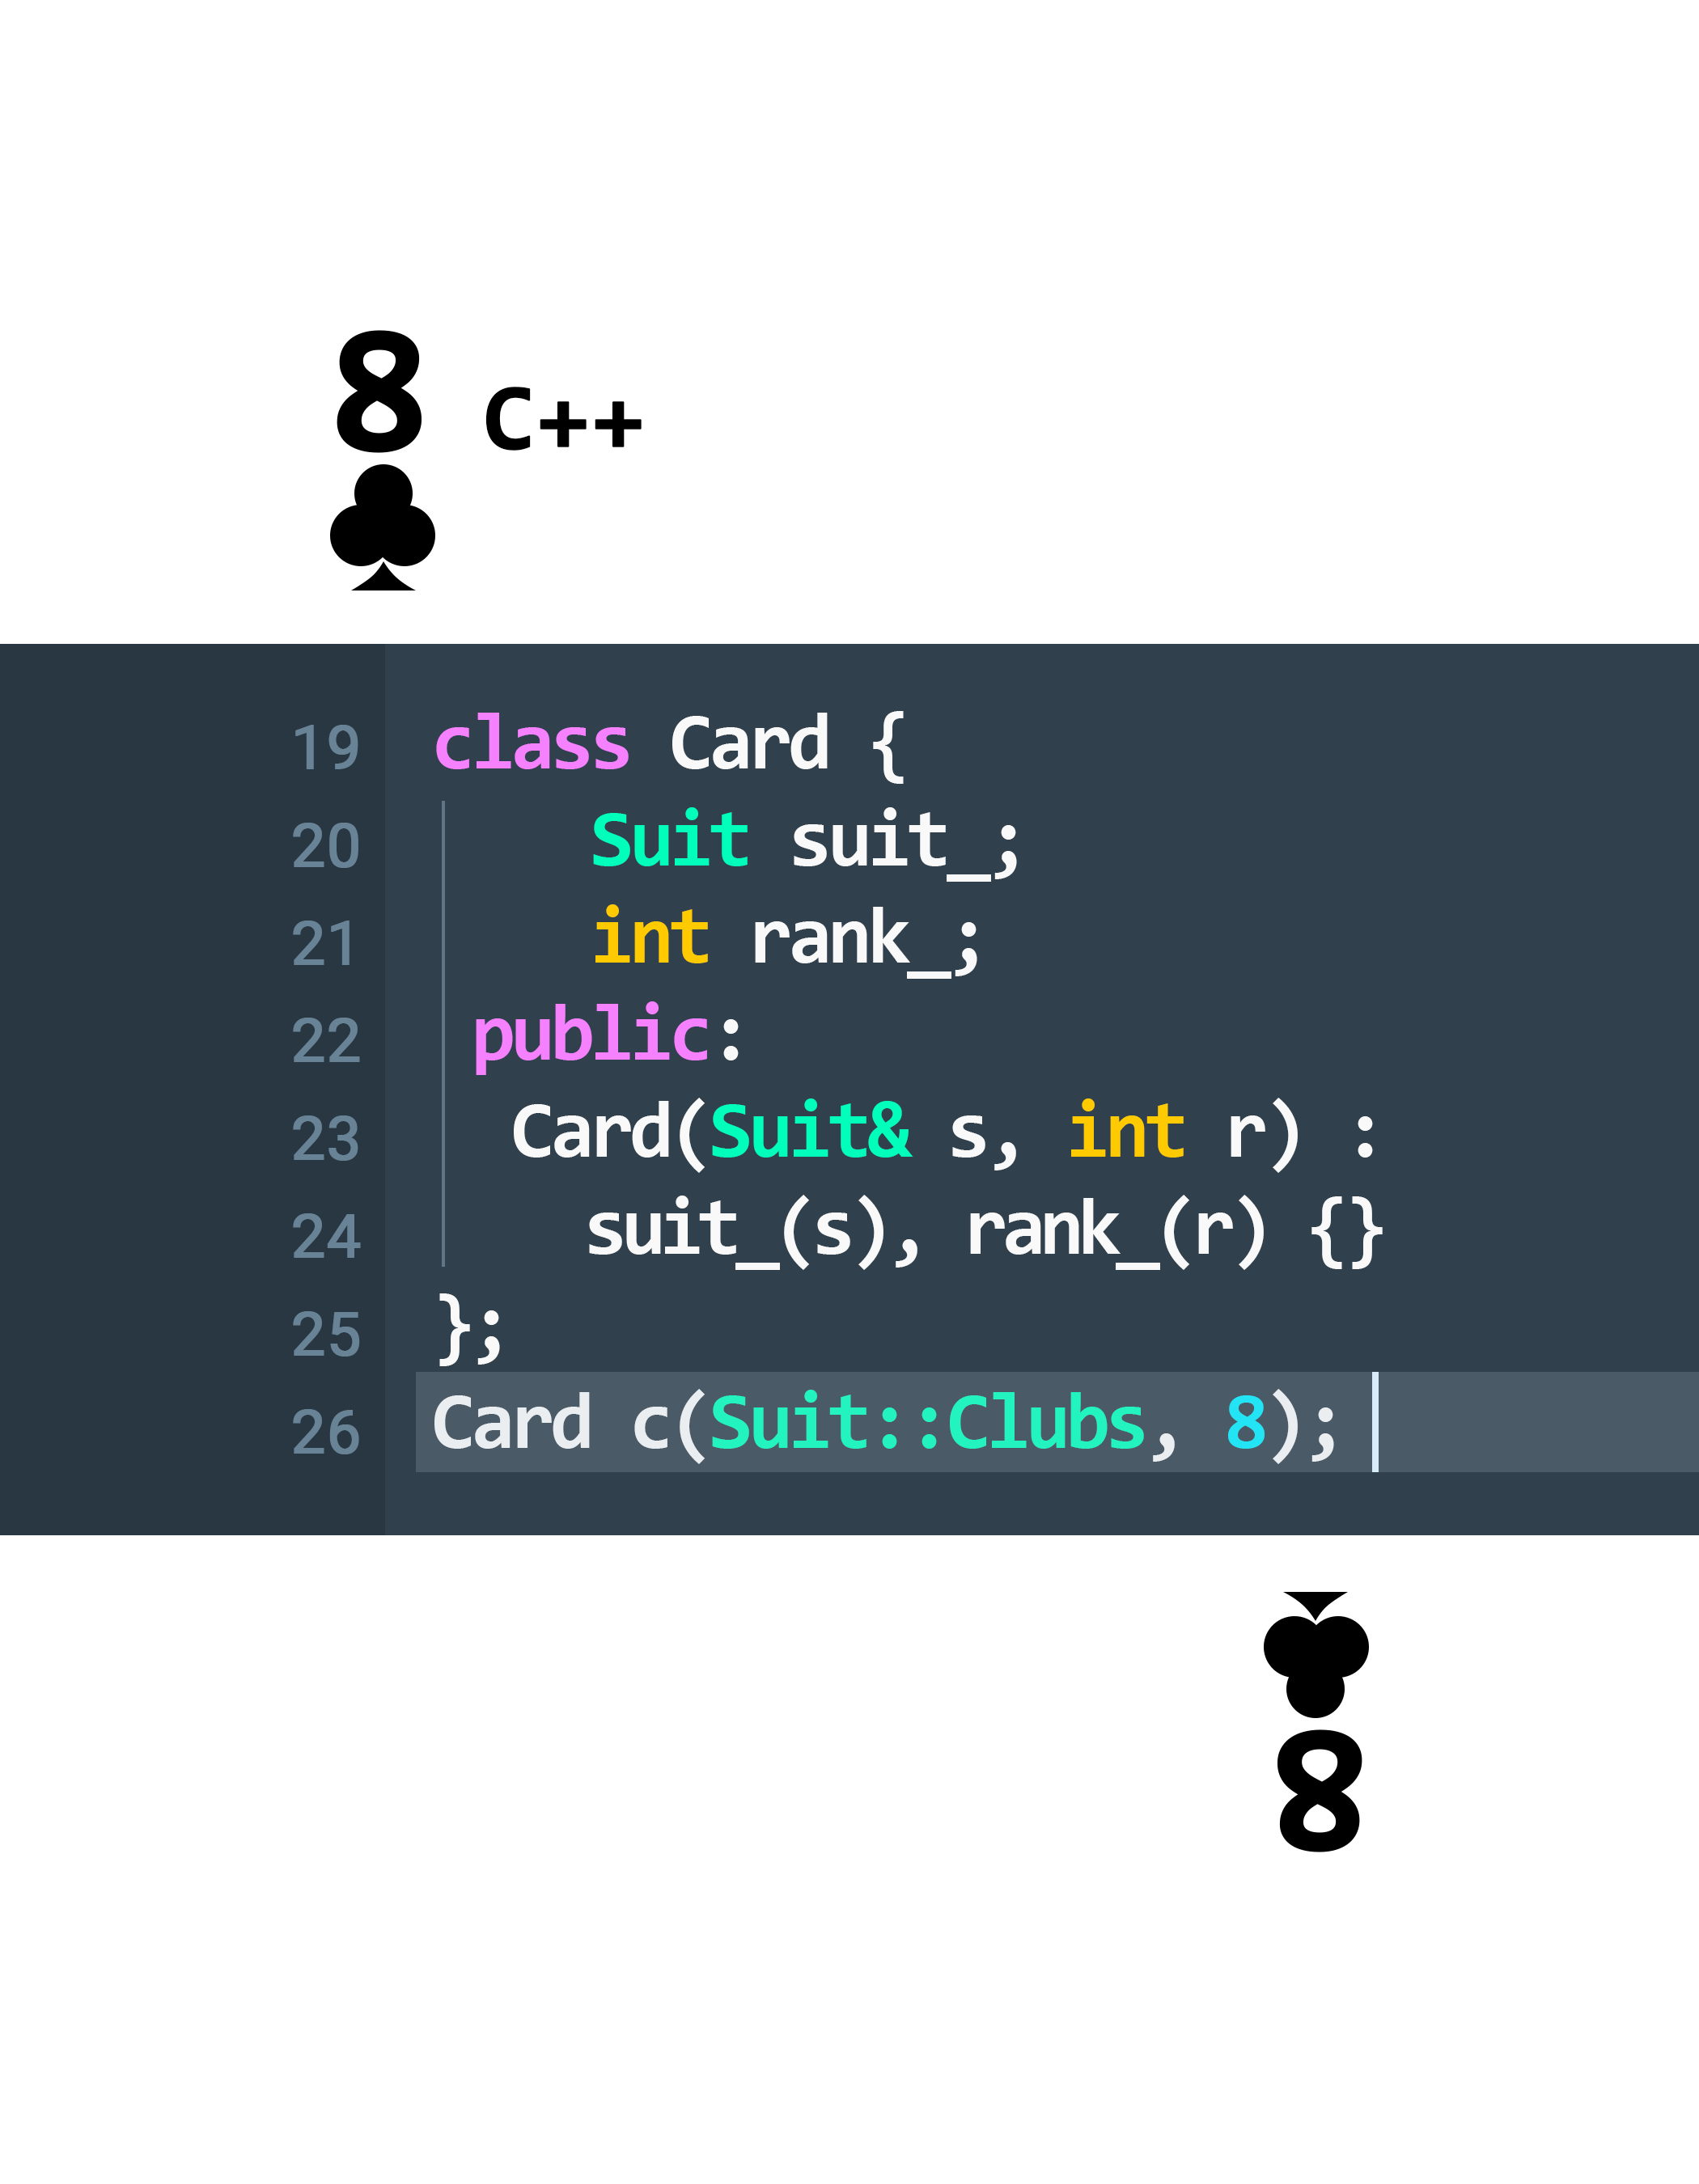 8 C++
19 class Card {
20     Suit suit_;
21     int rank_;
22  public:
23   Card(Suit& s, int r) :
24     suit_(s), rank_(r) {}
25 };
26 Card c(Suit::Clubs, 8);
8